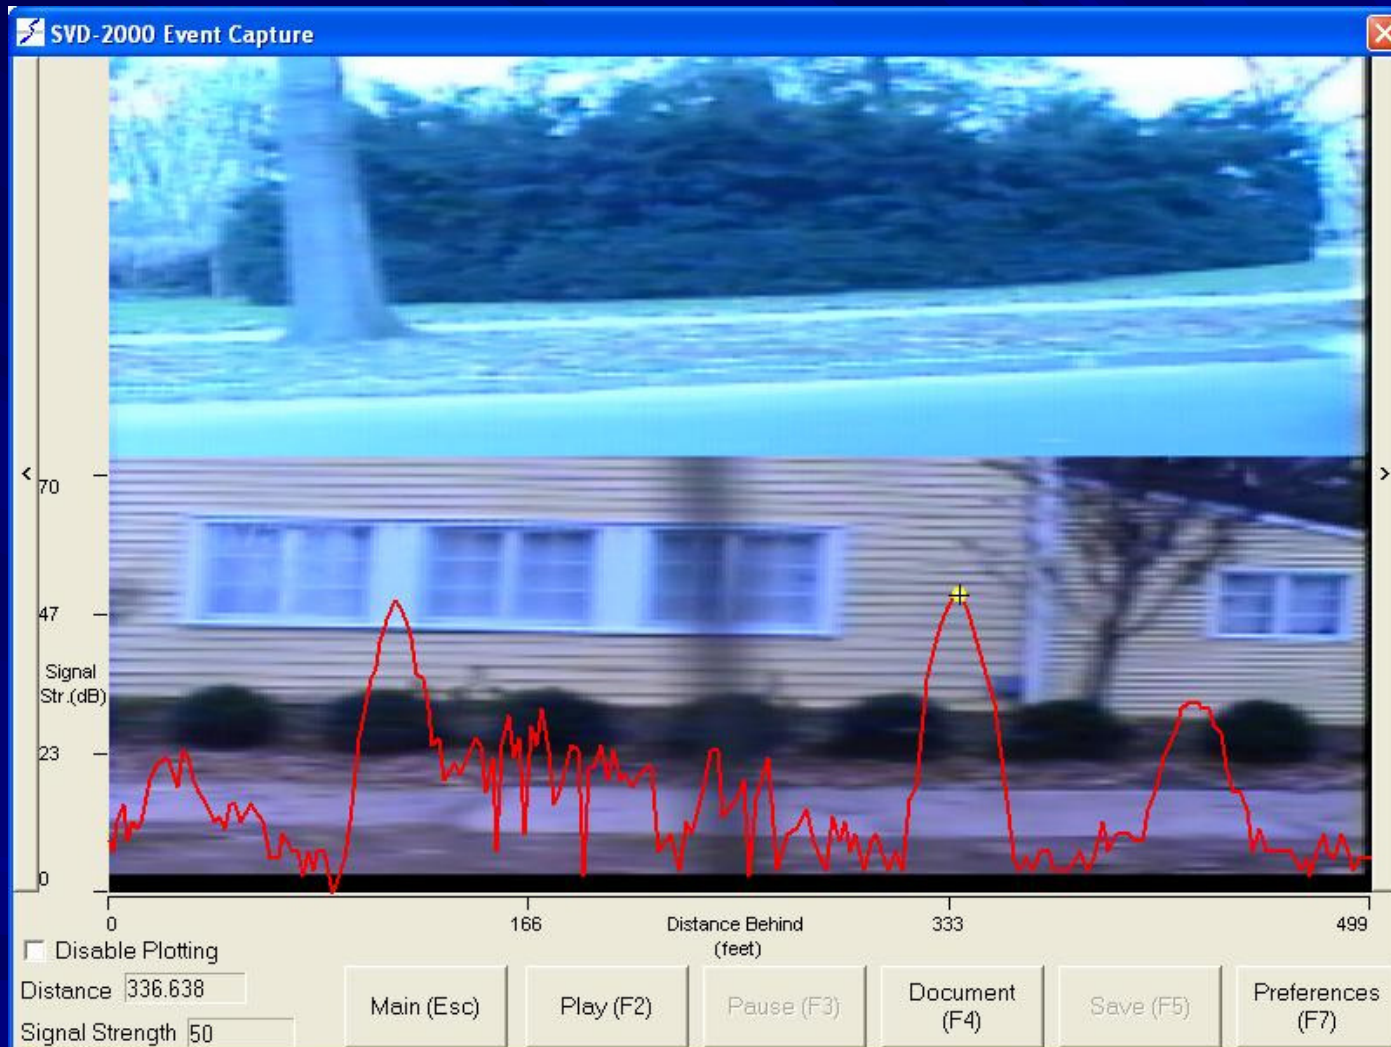 SVD-2000 Event Capture
<
>
70
47
Signal
Str.(dB)
23
0
0 166 Distance Behind 333 499
(feet)
Disable Plotting
Distance 336.638
Signal Strength 50
Main (Esc)
Play (F2)
Pause (F3)
Document
(F4)
Save (F5)
Preferences
(F7)